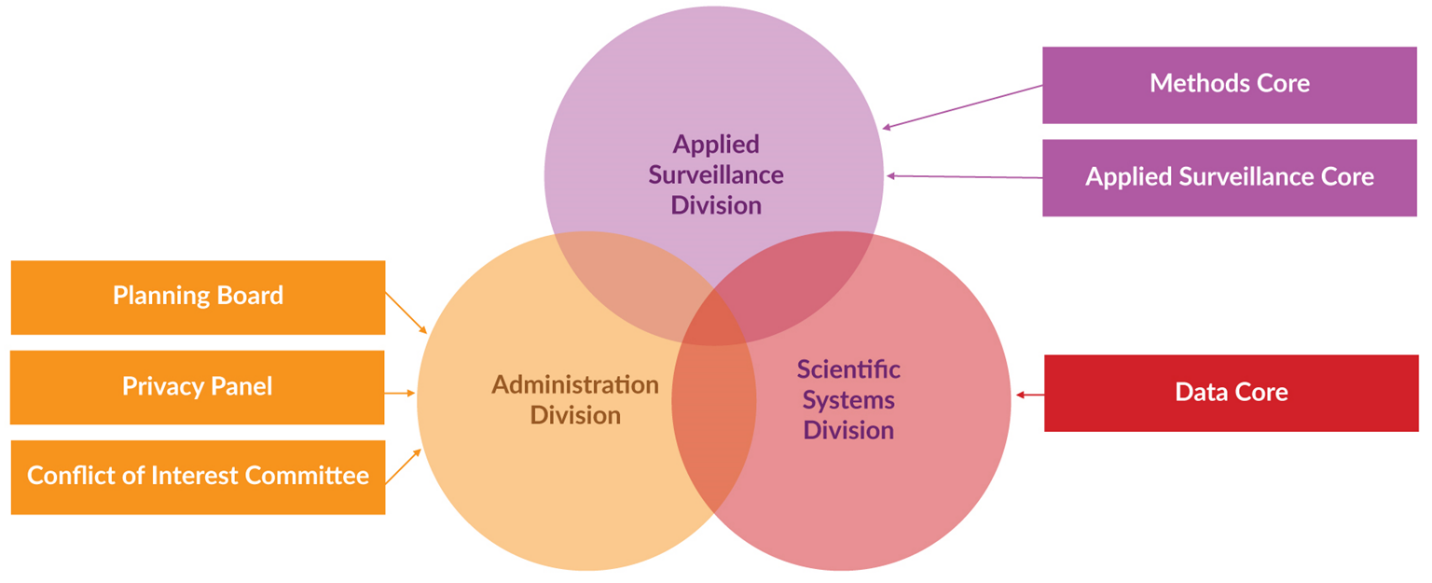 Applied
Surveillance
Division
Methods Core
Applied Surveillance Core
Planning Board
Privacy Panel
Conflict of Interest Committee
Administration
Division
Scientific
Systems
Division
Data Core